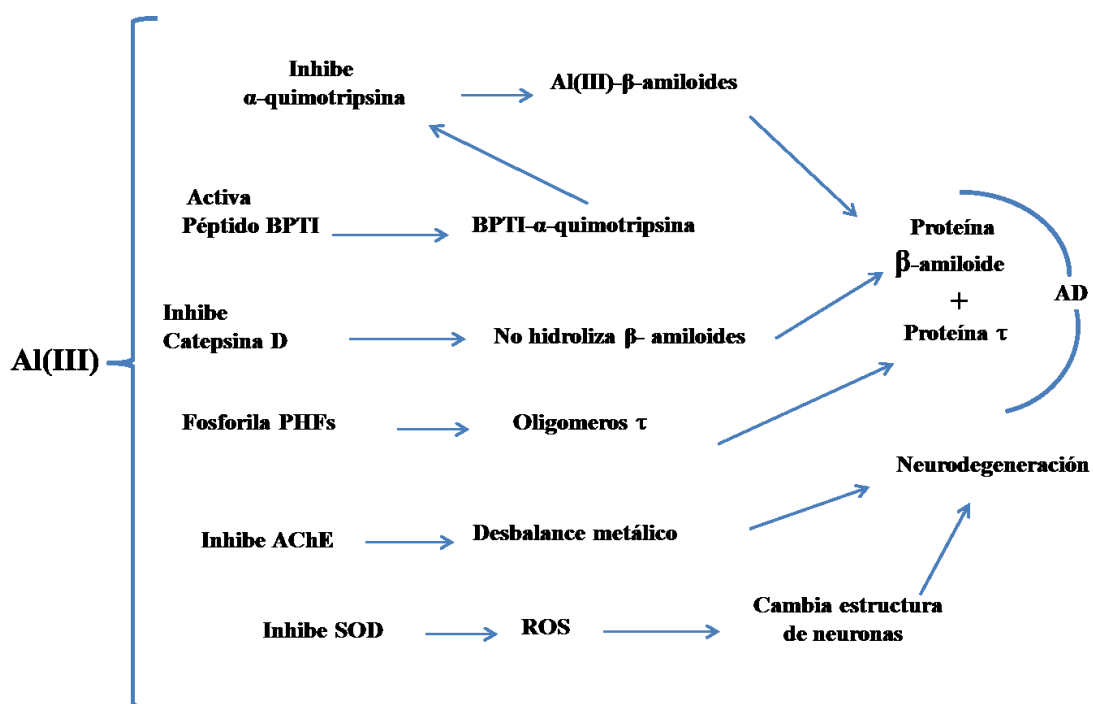 Inhibe
α-quimotripsina
Al(III)-β-amiloides
Activa
Péptido BPTI
BPTI-α-quimotripsina
Proteína
β-amiloide
+
Proteína τ
AD
Inhibe
Catepsina D
No hidroliza β- amiloides
Al(III)
Fosforila PHFs
Oligomeros τ
Neurodegeneración
Inhibe AChE
Desbalance metálico
Inhibe SOD
ROS
Cambia estructura
de neuronas